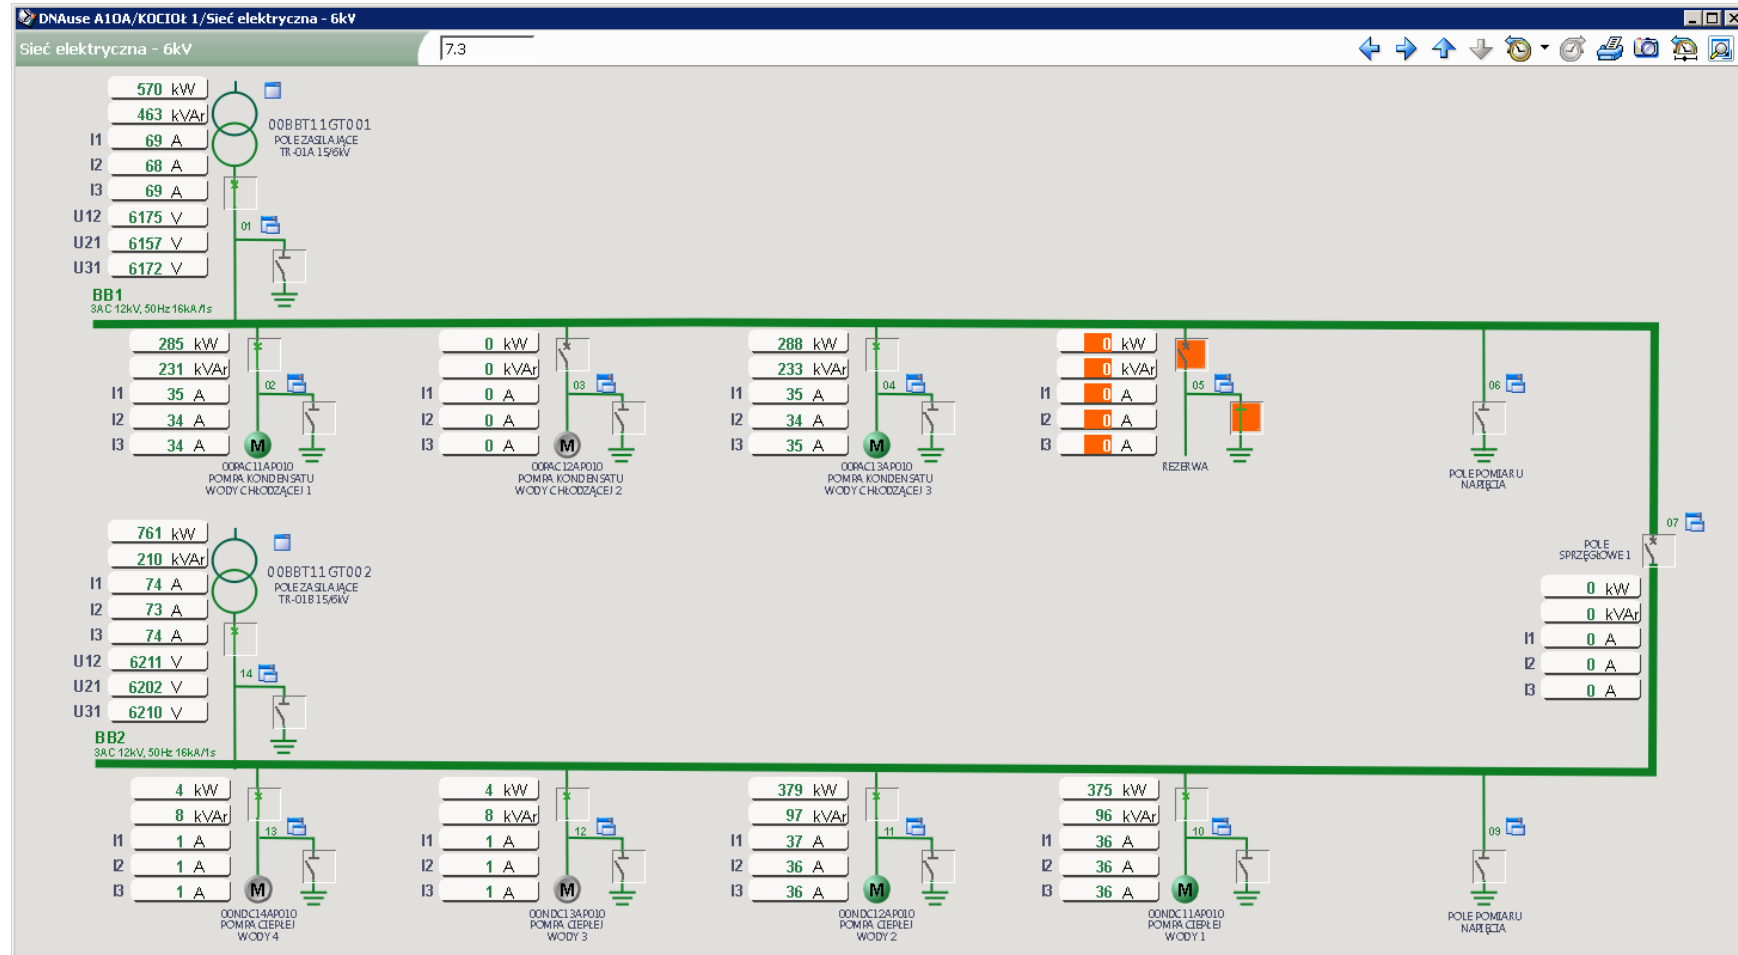 DNAuse A10A/KOCIOŁ 1/Sieć elektryczna - 6kV
Sieć elektryczna - 6kV
7.3
570 kW
463 kVAr
I1 69 A
I2 68 A
I3 69 A
U12 6175 V
U21 6157 V
U31 6172 V
00BBT11GT001
POLE ZASILAJĄCE
TR-01A 15/6kV
01
BB1
3AC 12kV, 50Hz 16kA/1s
285 kW
231 kVAr
I1 35 A
I2 34 A
I3 34 A
02
M
00PAC11AP010
POMPA KONDENSATU
WODY CHŁODZĄCEJ 1
0 kW
0 kVAr
I1 0 A
I2 0 A
I3 0 A
03
M
00PAC12AP010
POMPA KONDENSATU
WODY CHŁODZĄCEJ 2
288 kW
233 kVAr
I1 35 A
I2 34 A
I3 35 A
04
M
00PAC13AP010
POMPA KONDENSATU
WODY CHŁODZĄCEJ 3
0 kW
0 kVAr
I1 0 A
I2 0 A
I3 0 A
05
REZERWA
06
POLE POMIARU
NAPIĘCIA
07
POLE
SPRZĘGŁOWE 1
0 kW
0 kVAr
I1 0 A
I2 0 A
I3 0 A
761 kW
210 kVAr
I1 74 A
I2 73 A
I3 74 A
U12 6211 V
U21 6202 V
U31 6210 V
00BBT11GT002
POLE ZASILAJĄCE
TR-01B 15/6kV
14
BB2
3AC 12kV, 50Hz 16kA/1s
4 kW
8 kVAr
I1 1 A
I2 1 A
I3 1 A
13
M
00NDC14AP010
POMPA CIEPŁEJ
WODY 4
4 kW
8 kVAr
I1 1 A
I2 1 A
I3 1 A
12
M
00NDC13AP010
POMPA CIEPŁEJ
WODY 3
379 kW
97 kVAr
I1 37 A
I2 36 A
I3 36 A
11
M
00NDC12AP010
POMPA CIEPŁEJ
WODY 2
375 kW
96 kVAr
I1 36 A
I2 36 A
I3 36 A
10
M
00NDC11AP010
POMPA CIEPŁEJ
WODY 1
09
POLE POMIARU
NAPIĘCIA